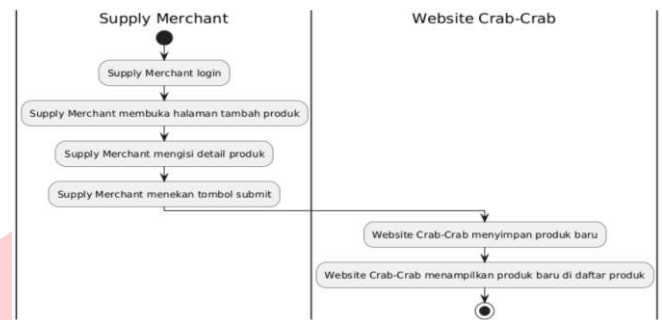 Supply Merchant
Website Crab-Crab
Supply Merchant login
Supply Merchant membuka halaman tambah produk
Supply Merchant mengisi detail produk
Supply Merchant menekan tombol submit
Website Crab-Crab menyimpan produk baru
Website Crab-Crab menampilkan produk baru di daftar produk